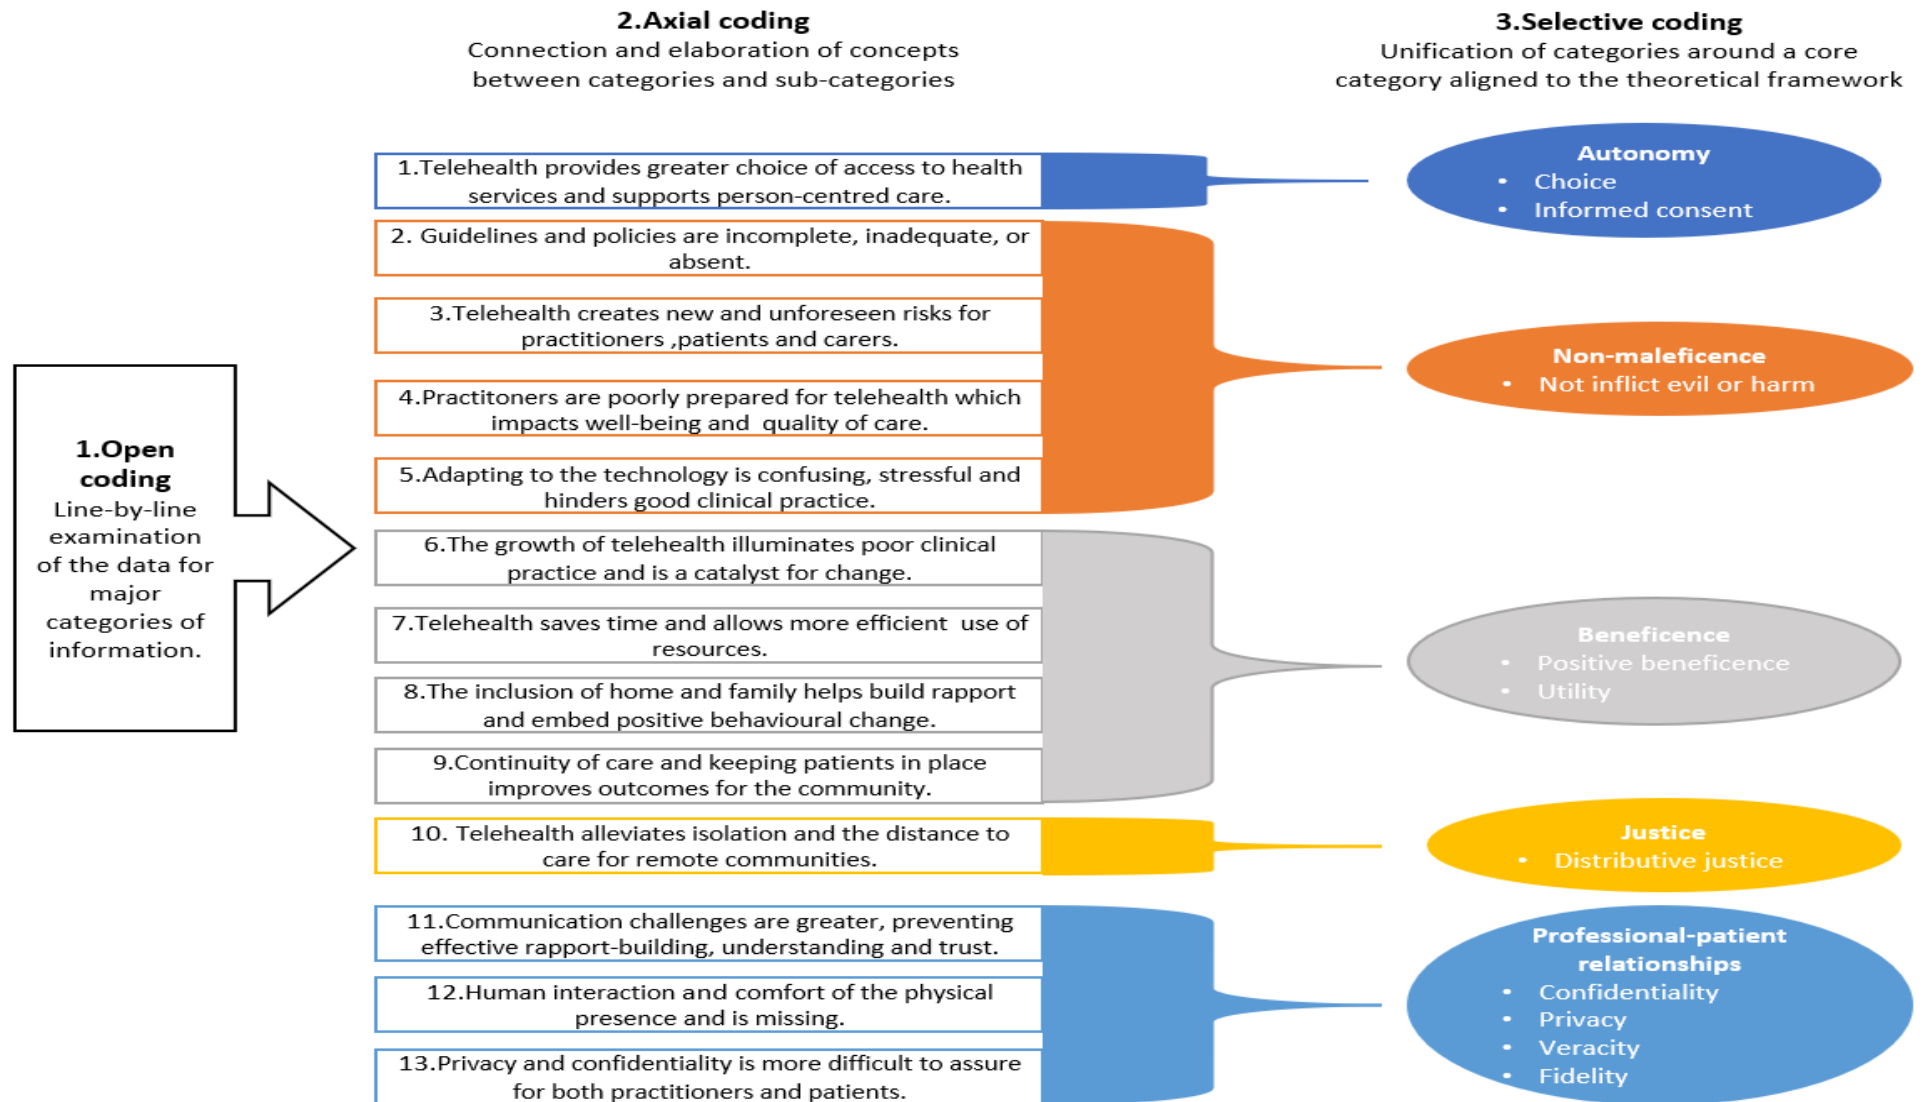 2.Axial coding
Connection and elaboration of concepts
between categories and sub-categories
3.Selective coding
Unification of categories around a core
category aligned to the theoretical framework
1.Open
coding
Line-by-line
examination
of the data for
major
categories of
information.
1.Telehealth provides greater choice of access to health
services and supports person-centred care.
2. Guidelines and policies are incomplete, inadequate, or
absent.
3.Telehealth creates new and unforeseen risks for
practitioners ,patients and carers.
4.Practitoners are poorly prepared for telehealth which
impacts well-being and  quality of care.
5.Adapting to the technology is confusing, stressful and
hinders good clinical practice.
6.The growth of telehealth illuminates poor clinical
practice and is a catalyst for change.
7.Telehealth saves time and allows more efficient  use of
resources.
8.The inclusion of home and family helps build rapport
and embed positive behavioural change.
9.Continuity of care and keeping patients in place
improves outcomes for the community.
10. Telehealth alleviates isolation and the distance to
care for remote communities.
11.Communication challenges are greater, preventing
effective rapport-building, understanding and trust.
12.Human interaction and comfort of the physical
presence and is missing.
13.Privacy and confidentiality is more difficult to assure
for both practitioners and patients.
Autonomy
• Choice
• Informed consent
Non-maleficence
• Not inflict evil or harm
Beneficence
• Positive beneficence
• Utility
Justice
• Distributive justice
Professional-patient
relationships
• Confidentiality
• Privacy
• Veracity
• Fidelity